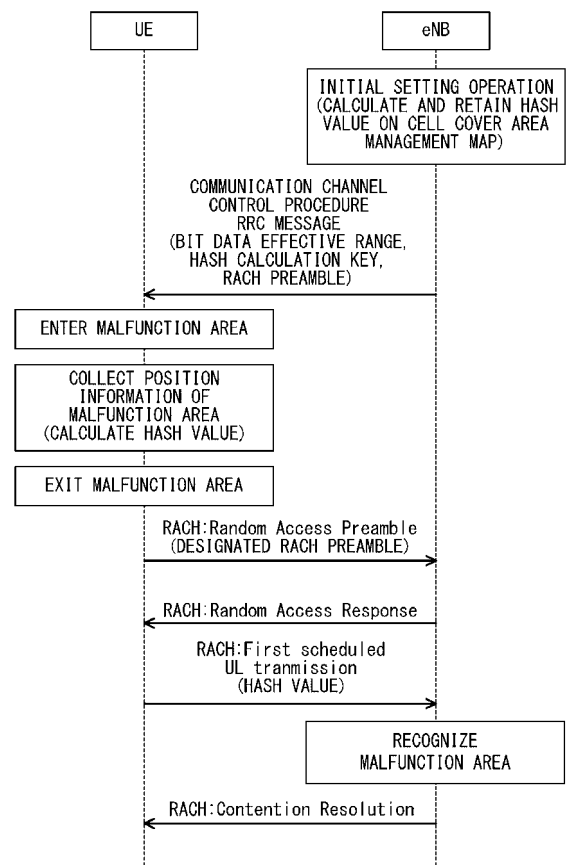 UE
eNB
INITIAL SETTING OPERATION
(CALCULATE AND RETAIN HASH
VALUE ON CELL COVER AREA
MANAGEMENT MAP)
COMMUNICATION CHANNEL
CONTROL PROCEDURE
RRC MESSAGE
(BIT DATA EFFECTIVE RANGE,
HASH CALCULATION KEY,
RACH PREAMBLE)
ENTER MALFUNCTION AREA
COLLECT POSITION
INFORMATION OF
MALFUNCTION AREA
(CALCULATE HASH VALUE)
EXIT MALFUNCTION AREA
RACH:Random Access Preamble
(DESIGNATED RACH PREAMBLE)
RACH:Random Access Response
RACH:First scheduled
UL tranmission
(HASH VALUE)
RECOGNIZE
MALFUNCTION AREA
RACH:Contention Resolution